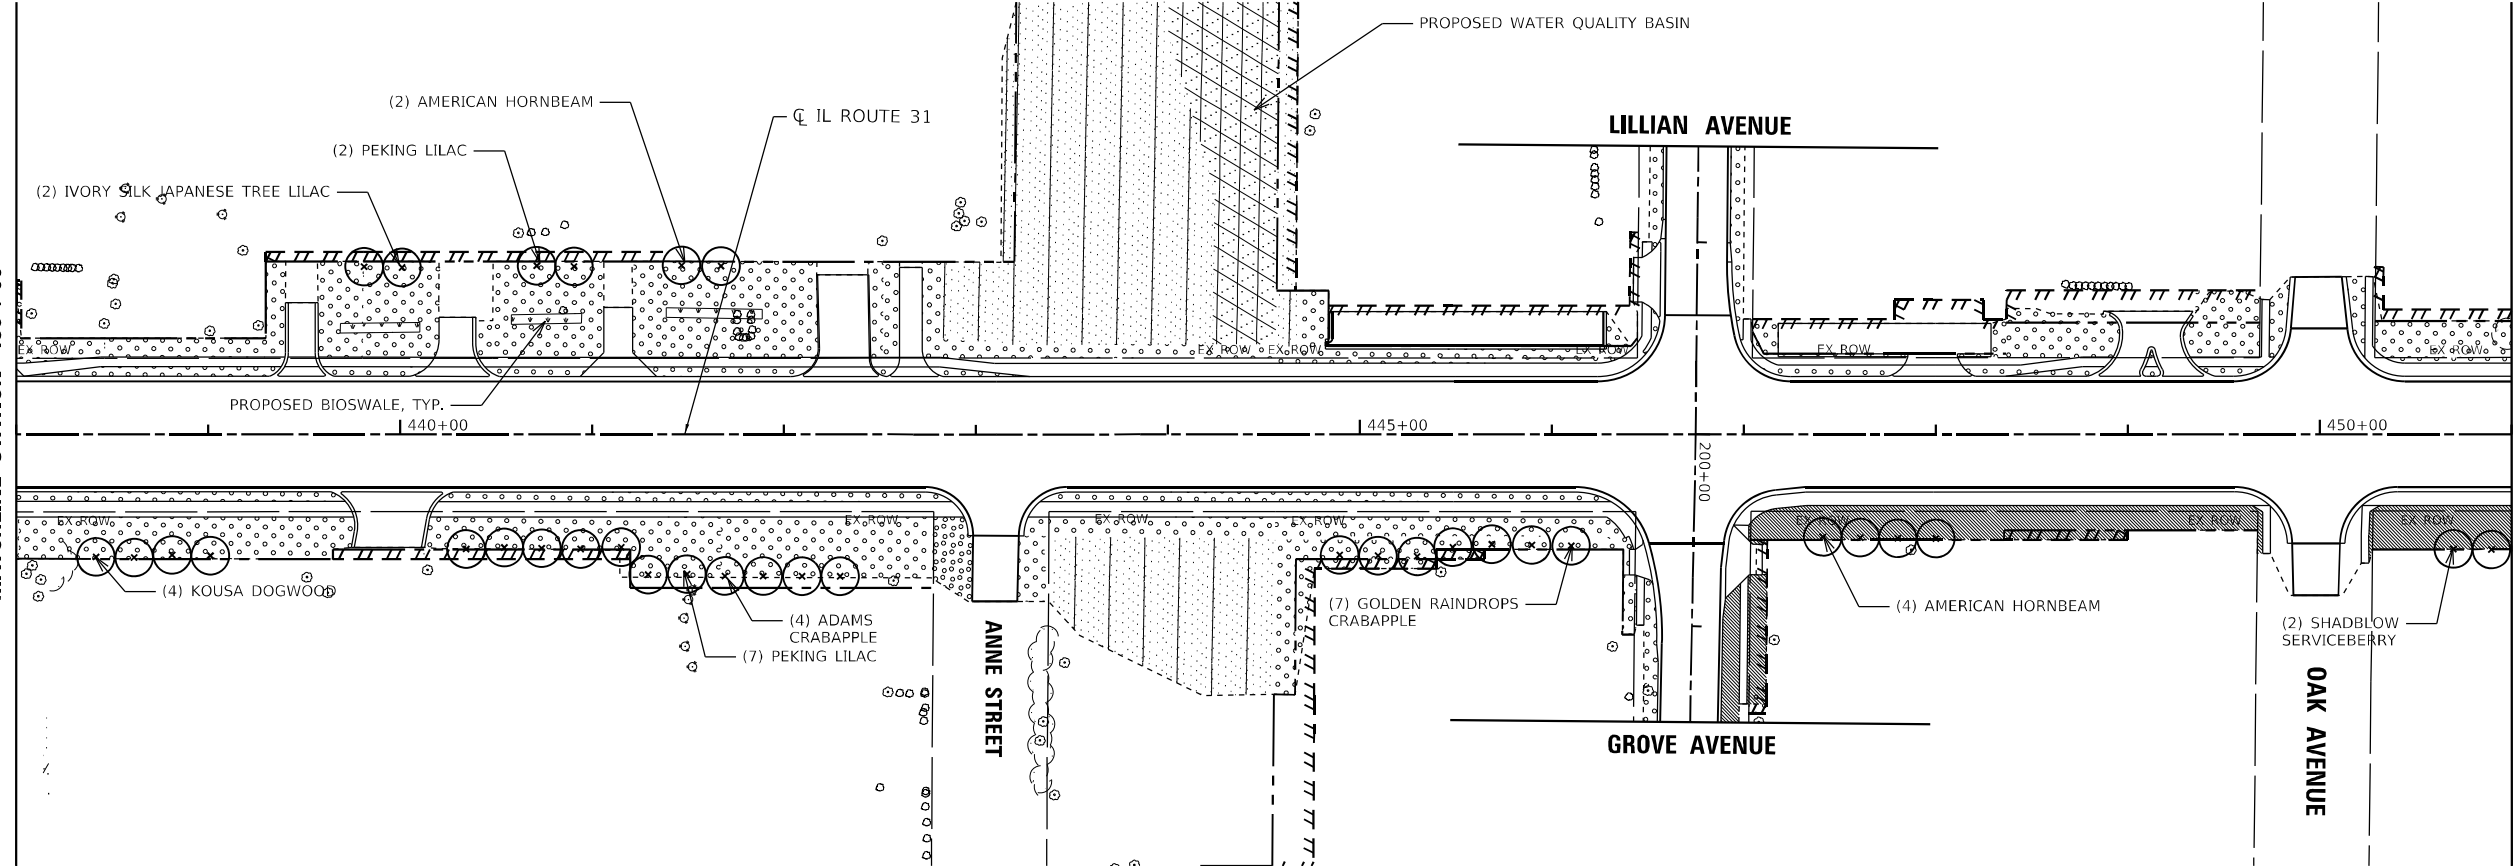 PROPOSED WATER QUALITY BASIN
(2) AMERICAN HORNBEAM
℄ IL ROUTE 31
LILLIAN AVENUE
(2) PEKING LILAC
(2) IVORY SILK JAPANESE TREE LILAC
EX ROW
EX ROW
EX ROW
EX ROW
EX ROW
EX ROW
PROPOSED BIOSWALE, TYP.
440+00
445+00
450+00
200+00
EX ROW
EX ROW
EX ROW
EX ROW
EX ROW
EX ROW
EX ROW
(4) KOUSA DOGWOOD
(4) ADAMS
CRABAPPLE
(7) PEKING LILAC
ANNE STREET
(7) GOLDEN RAINDROPS
CRABAPPLE
(4) AMERICAN HORNBEAM
(2) SHADBLOW
SERVICEBERRY
GROVE AVENUE
OAK AVENUE